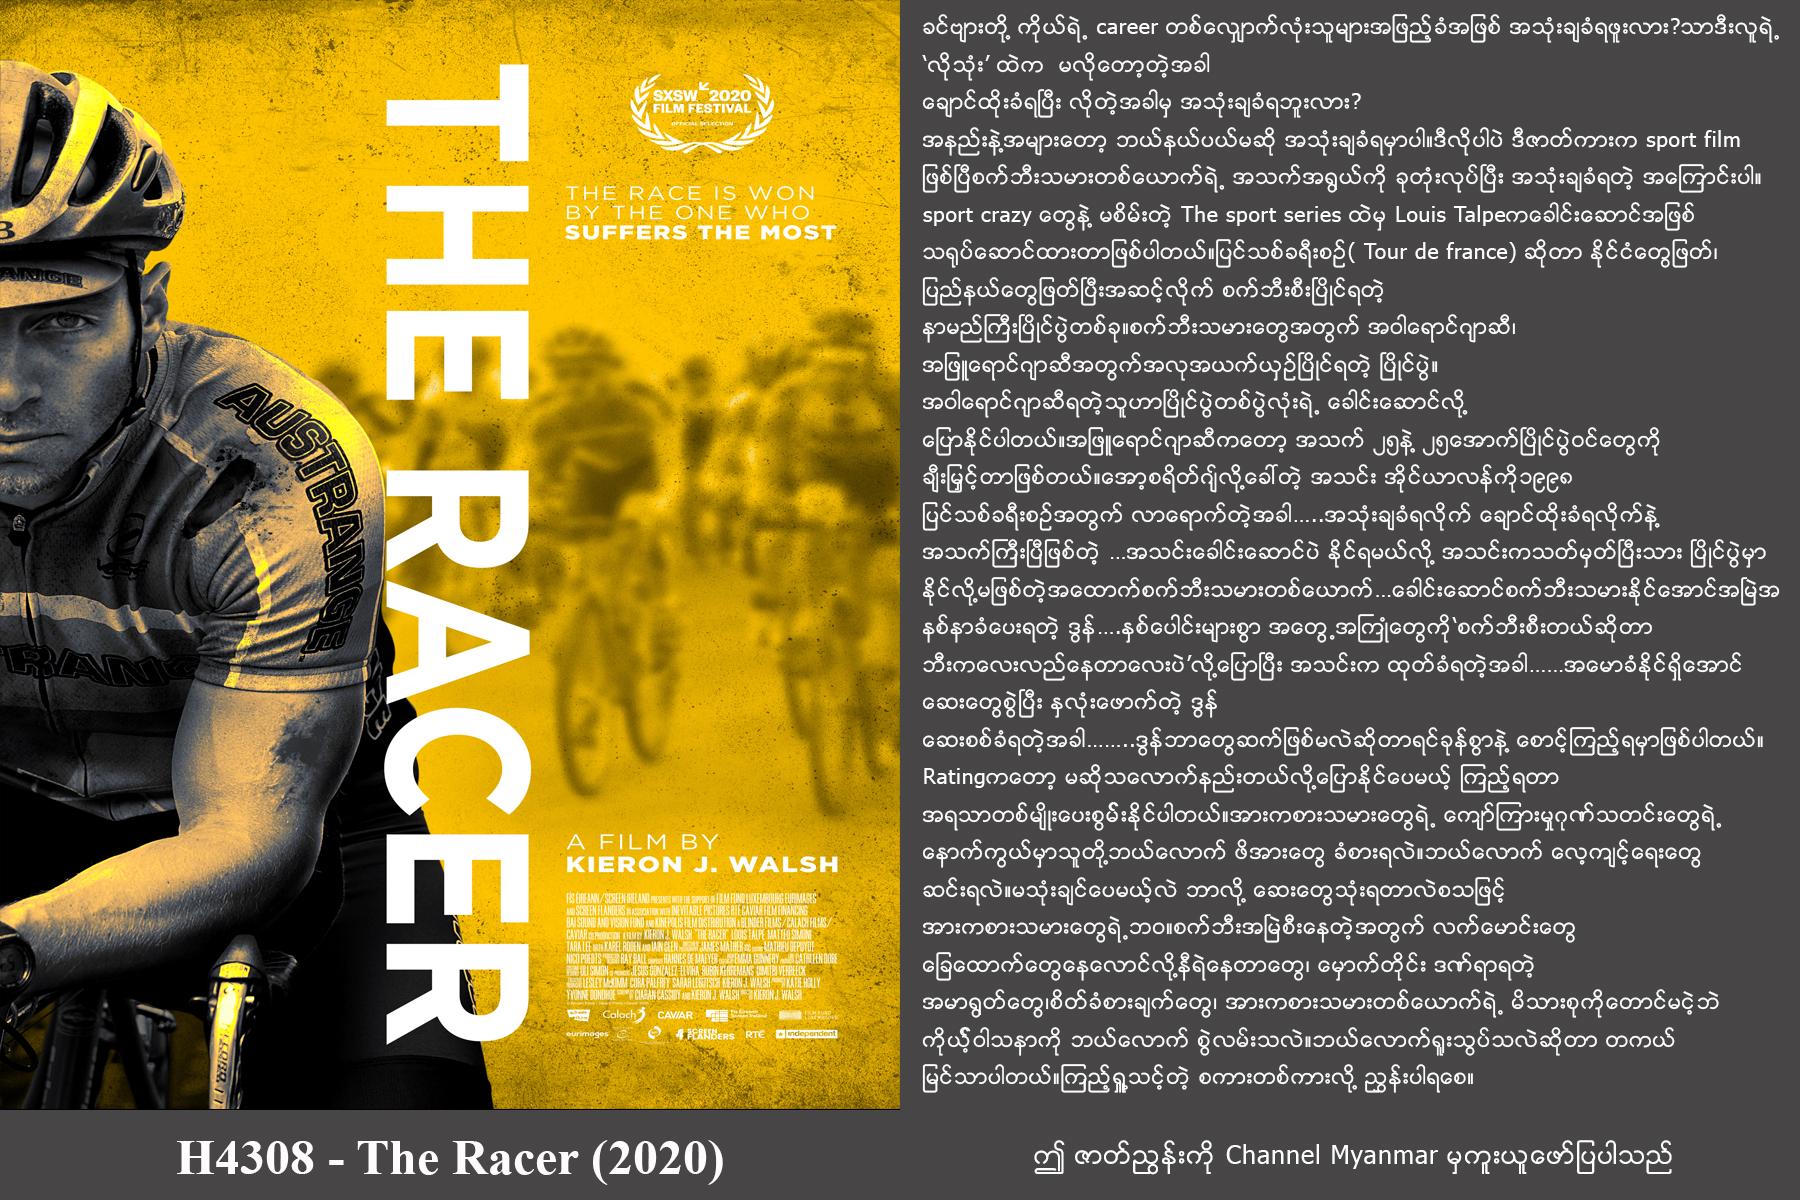 THE RACER
SXSW 2020
FILM FESTIVAL
OFFICIAL SELECTION
THE RACE IS WON
BY THE ONE WHO
SUFFERS THE MOST
AUSTRANGE
A FILM BY
KIERON J. WALSH
Calach
CAVIAR
eurimages
SCREEN
FLANDERS
RTÉ
independent
H4308 - The Racer (2020)
ခင်ဗျားတို့ ကိုယ်ရဲ့ career တစ်လျှောက်လုံးသူများအဖြည့်ခံအဖြစ် အသုံးချခံရဖူးလား?သာဒီးလူရဲ့
‘လိုသုံး’ ထဲက မလိုတော့တဲ့အခါ
ချောင်ထိုးခံရပြီး လိုတဲ့အခါမှ အသုံးချခံရဘူးလား?
အနည်းနဲ့အများတော့ ဘယ်နယ်ပယ်မဆို အသုံးချခံရမှာပါ။ဒီလိုပါပဲ ဒီဇာတ်ကားက sport film
ဖြစ်ပြီစက်ဘီးသမားတစ်ယောက်ရဲ့ အသက်အရွယ်ကို ခုတုံးလုပ်ပြီး အသုံးချခံရတဲ့ အကြောင်းပါ။
sport crazy တွေနဲ့ မစိမ်းတဲ့ The sport series ထဲမှ Louis Talpeကခေါင်းဆောင်အဖြစ်
သရုပ်ဆောင်ထားတာဖြစ်ပါတယ်။ပြင်သစ်ခရီးစဉ်( Tour de france) ဆိုတာ နိုင်ငံတွေဖြတ်၊
ပြည်နယ်တွေဖြတ်ပြီးအဆင့်လိုက် စက်ဘီးစီးပြိုင်ရတဲ့
နာမည်ကြီးပြိုင်ပွဲတစ်ခု။စက်ဘီးသမားတွေအတွက် အဝါရောင်ဂျာဆီ၊
အဖြူရောင်ဂျာဆီအတွက်အလုအယက်ယှဉ်ပြိုင်ရတဲ့ ပြိုင်ပွဲ။
အဝါရောင်ဂျာဆီရတဲ့သူဟာပြိုင်ပွဲတစ်ပွဲလုံးရဲ့ ခေါင်းဆောင်လို့
ပြောနိုင်ပါတယ်။အဖြူရောင်ဂျာဆီကတော့ အသက် ၂၅နဲ့ ၂၅အောက်ပြိုင်ပွဲဝင်တွေကို
ချီးမြှင့်တာဖြစ်တယ်။အော့စရိတ်ဂျ်လို့ခေါ်တဲ့ အသင်း အိုင်ယာလန်ကို၁၉၉၈
ပြင်သစ်ခရီးစဉ်အတွက် လာရောက်တဲ့အခါ…..အသုံးချခံရလိုက် ချောင်ထိုးခံရလိုက်နဲ့
အသက်ကြီးပြီဖြစ်တဲ့ …အသင်းခေါင်းဆောင်ပဲ နိုင်ရမယ်လို့ အသင်းကသတ်မှတ်ပြီးသား ပြိုင်ပွဲမှာ
နိုင်လို့မဖြစ်တဲ့အထောက်စက်ဘီးသမားတစ်ယောက်…ခေါင်းဆောင်စက်ဘီးသမားနိုင်အောင်အမြဲအ
နစ်နာခံပေးရတဲ့ ဒွန်….နှစ်ပေါင်းများစွာ အတွေ့အကြုံတွေကို‘စက်ဘီးစီးတယ်ဆိုတာ
ဘီးကလေးလည်နေတာလေးပဲ’လို့ပြောပြီး အသင်းက ထုတ်ခံရတဲ့အခါ……အမောခံနိုင်ရှိအောင်
ဆေးတွေစွဲပြီး နှလုံးဖောက်တဲ့ ဒွန်
ဆေးစစ်ခံရတဲ့အခါ……..ဒွန်ဘာတွေဆက်ဖြစ်မလဲဆိုတာရင်ခုန်စွာနဲ့ စောင့်ကြည့်ရမှာဖြစ်ပါတယ်။
Ratingကတော့ မဆိုသလောက်နည်းတယ်လို့ပြောနိုင်ပေမယ့် ကြည့်ရတာ
အရသာတစ်မျိုးပေးစွမ်းနိုင်ပါတယ်။အားကစားသမားတွေရဲ့ ကျော်ကြားမှုဂုဏ်သတင်းတွေရဲ့
နောက်ကွယ်မှာသူတို့ဘယ်လောက် ဖိအားတွေ ခံစားရလဲ။ဘယ်လောက် လေ့ကျင့်ရေးတွေ
ဆင်းရလဲ။မသုံးချင်ပေမယ့်လဲ ဘာလို့ ဆေးတွေသုံးရတာလဲစသဖြင့်
အားကစားသမားတွေရဲ့ဘဝ။စက်ဘီးအမြဲစီးနေတဲ့အတွက် လက်မောင်းတွေ
ခြေထောက်တွေနေလောင်လို့နီရဲနေတာတွေ၊ မှောက်တိုင်း ဒဏ်ရာရတဲ့
အမာရွတ်တွေ၊စိတ်ခံစားချက်တွေ၊ အားကစားသမားတစ်ယောက်ရဲ့ မိသားစုကိုတောင်မငဲ့ဘဲ
ကိုယ့်ဝါသနာကို ဘယ်လောက် စွဲလမ်းသလဲ။ဘယ်လောက်ရူးသွပ်သလဲဆိုတာ တကယ်
မြင်သာပါတယ်။ကြည့်ရှု့သင့်တဲ့ စကားတစ်ကားလို့ ညွှန်းပါရစေ။
ဤ ဇာတ်ညွှန်းကို Channel Myanmar မှကူးယူဖော်ပြပါသည်